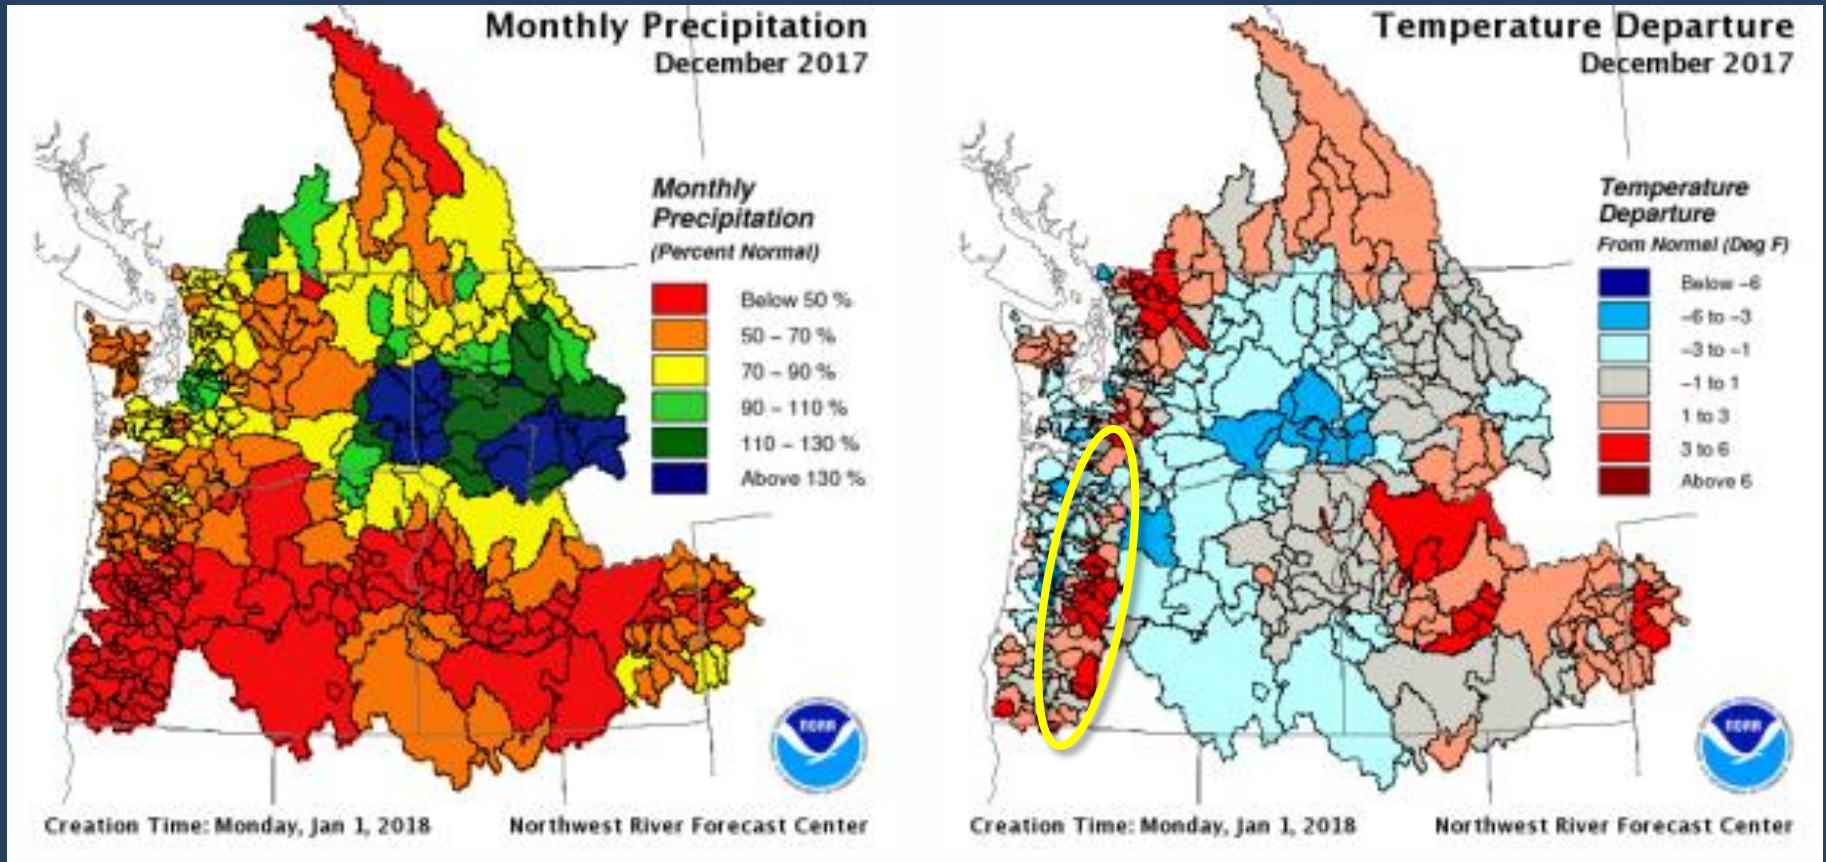 Monthly Precipitation
December 2017
Monthly
Precipitation
(Percent Normal)
Below 50 %
50 – 70 %
70 – 90 %
90 – 110 %
110 – 130 %
Above 130 %
NOAA
Creation Time: Monday, Jan 1, 2018
Northwest River Forecast Center
Temperature Departure
December 2017
Temperature
Departure
From Normal (Deg F)
Below –6
–6 to –3
–3 to –1
–1 to 1
1 to 3
3 to 6
Above 6
NOAA
Creation Time: Monday, Jan 1, 2018
Northwest River Forecast Center